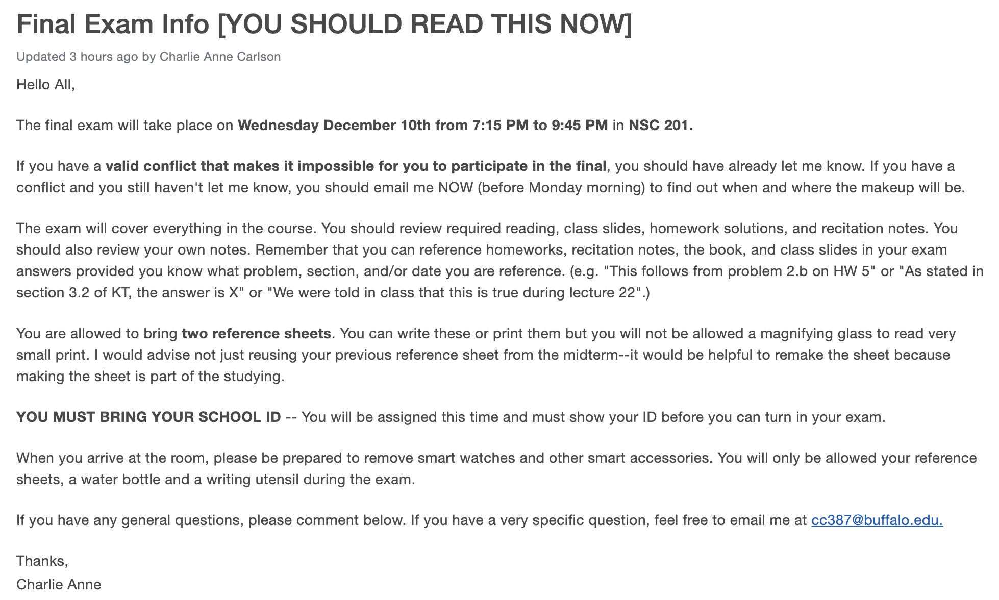 Final Exam Info [YOU SHOULD READ THIS NOW]
Updated 3 hours ago by Charlie Anne Carlson
Hello All,
The final exam will take place on Wednesday December 10th from 7:15 PM to 9:45 PM in NSC 201.
If you have a valid conflict that makes it impossible for you to participate in the final, you should have already let me know. If you have a
conflict and you still haven't let me know, you should email me NOW (before Monday morning) to find out when and where the makeup will be.
The exam will cover everything in the course. You should review required reading, class slides, homework solutions, and recitation notes. You
should also review your own notes. Remember that you can reference homeworks, recitation notes, the book, and class slides in your exam
answers provided you know what problem, section, and/or date you are reference. (e.g. "This follows from problem 2.b on HW 5" or "As stated in
section 3.2 of KT, the answer is X" or "We were told in class that this is true during lecture 22".)
You are allowed to bring two reference sheets. You can write these or print them but you will not be allowed a magnifying glass to read very
small print. I would advise not just reusing your previous reference sheet from the midterm--it would be helpful to remake the sheet because
making the sheet is part of the studying.
YOU MUST BRING YOUR SCHOOL ID -- You will be assigned this time and must show your ID before you can turn in your exam.
When you arrive at the room, please be prepared to remove smart watches and other smart accessories. You will only be allowed your reference
sheets, a water bottle and a writing utensil during the exam.
If you have any general questions, please comment below. If you have a very specific question, feel free to email me at cc387@buffalo.edu.
Thanks,
Charlie Anne